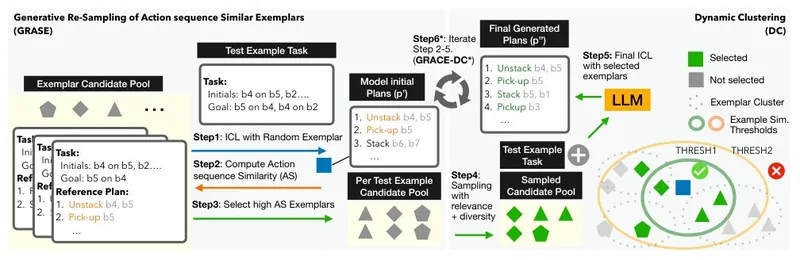 Generative Re-Sampling of Action sequence Similar Exemplars
(GRASE)
Dynamic Clustering
(DC)
Exemplar Candidate Pool
...
Task:
Initials: b4 on b5, b2....
Goal: b5 on b4
Reference Plan:
1. Unstack b4, b5
2. Pick-up b5
...
Test Example Task
Task:
Initials: b4 on b5, b2....
Goal: b5 on b4, b4 on b2
Step1: ICL with Random Exemplar
Step2: Compute Action
sequence Similarity (AS)
Step3: Select high AS Exemplars
Model initial
Plans (p')
1. Unstack b4, b5
2. Pick-up b5
3. Stack b6, b7
...
Per Test Example
Candidate Pool
Step6*: Iterate
Step 2-5.
(GRACE-DC*)
Final Generated
Plans (p'')
1. Unstack b4, b5
2. Pick-up b5
3. Stack b5, b1
4. Pickup b3
...
Step4:
Sampling
with
relevance
+ diversity
Test Example
Task
Sampled
Candidate Pool
Step5: Final ICL
with selected
exemplars
LLM
Selected
Not selected
Exemplar Cluster
Example Sim.
Thresholds
THRESH1
THRESH2